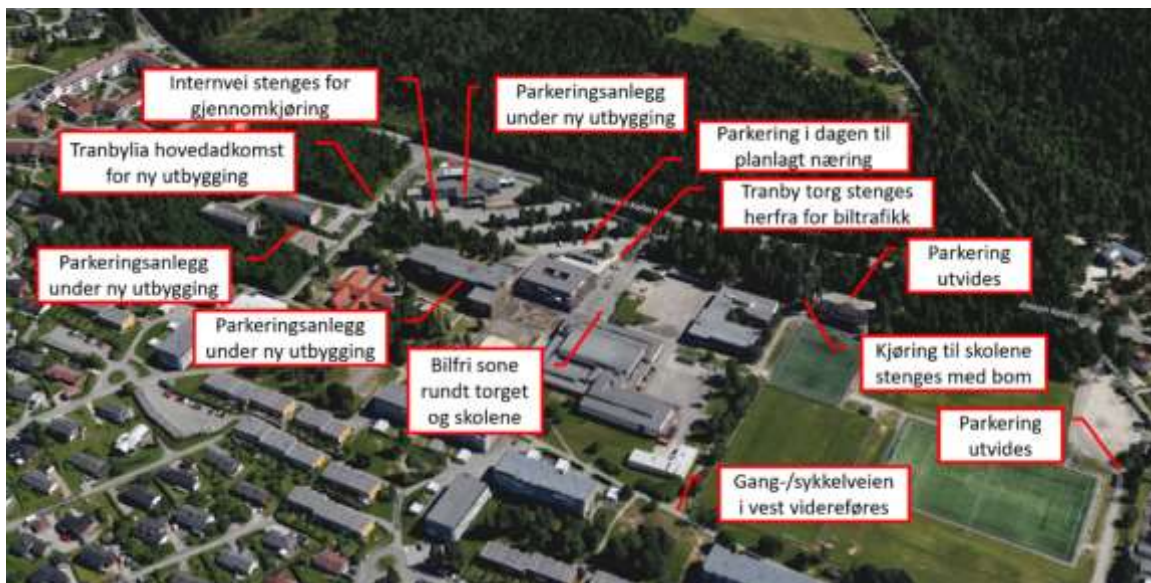 Internvei stenges for
gjennomkjøring
Parkeringsanlegg
under ny utbygging
Parkering i dagen til
planlagt næring
Tranbylia hovedadkomst
for ny utbygging
Tranby torg stenges
herfra for biltrafikk
Parkeringsanlegg
under ny utbygging
Parkering
utvides
Parkeringsanlegg
under ny utbygging
Bilfri sone
rundt torget
og skolene
Kjøring til skolene
stenges med bom
Parkering
utvides
Gang-/sykkelveien
i vest videreføres